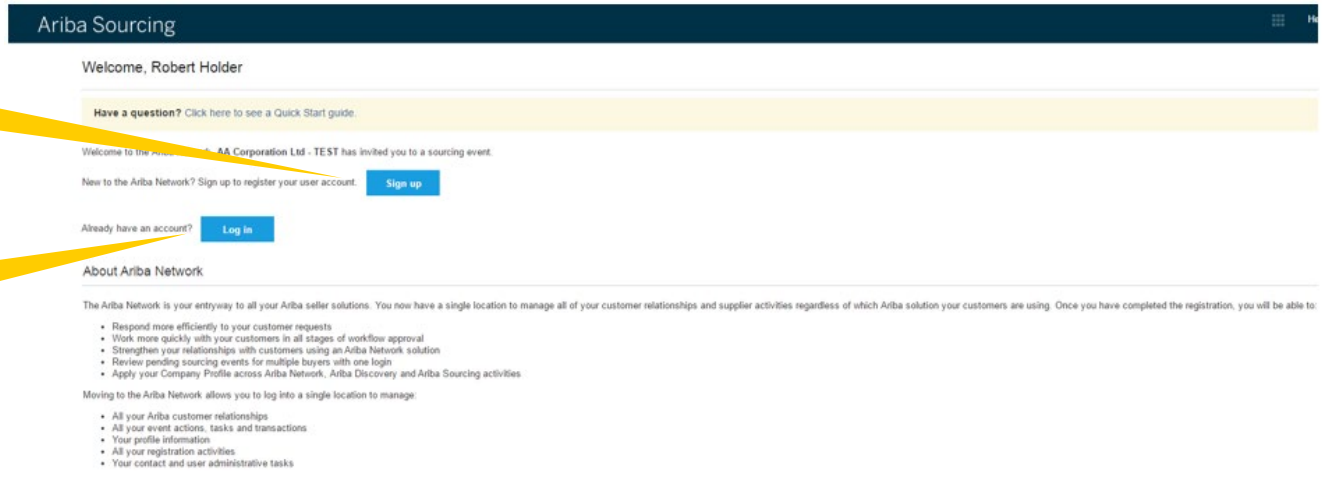 Ariba Sourcing
Welcome, Robert Holder
Have a question? Click here to see a Quick Start guide.
Welcome to the AA Corporation Ltd - TEST has invited you to a sourcing event.
New to the Ariba Network? Sign up to register your user account. Sign up
Already have an account? Log in
About Ariba Network
The Ariba Network is your entryway to all your Ariba seller solutions. You now have a single location to manage all of your customer relationships and supplier activities regardless of which Ariba solution your customers are using. Once you have completed the registration, you will be able to:
• Respond more efficiently to your customer requests
• Work more quickly with your customers in all stages of workflow approval
• Strengthen your relationships with customers using an Ariba Network solution
• Review pending sourcing events for multiple buyers with one login
• Apply your Company Profile across Ariba Network, Ariba Discovery and Ariba Sourcing activities
Moving to the Ariba Network allows you to log into a single location to manage:
• All your Ariba customer relationships
• All your event actions, tasks and transactions
• Your profile information
• All your registration activities
• Your contact and user administrative tasks